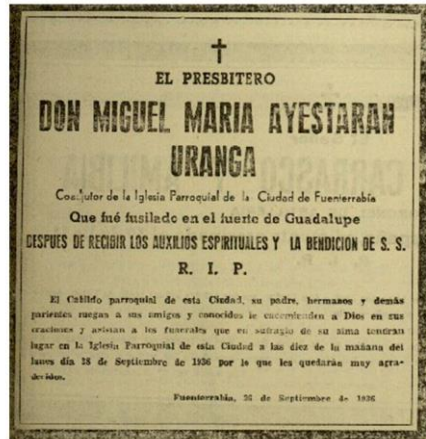 EL PRESBITERO
DON MIGUEL MARIA AYESTARAN
URANGA
Coadjutor de la Iglesia Parroquial de la Ciudad de Fuenterrabía
Que fué fusilado en el fuerte de Guadalupe
DESPUES DE RECIBIR LOS AUXILIOS ESPIRITUALES Y LA BENDICION DE S. S.
R. I. P.
El Cabildo parroquial de esta Ciudad, su padre, hermanos y demás
parientes ruegan a sus amigos y conocidos le encomienden a Dios en sus
oraciones y asistan a los funerales que en sufragio de su alma tendrán
lugar en la Iglesia Parroquial de esta Ciudad a las diez de la mañana del
lunes día 28 de Septiembre de 1936 por lo que les quedarán muy agra-
decidos.
Fuenterrabia, 26 de Septiembre de 1936